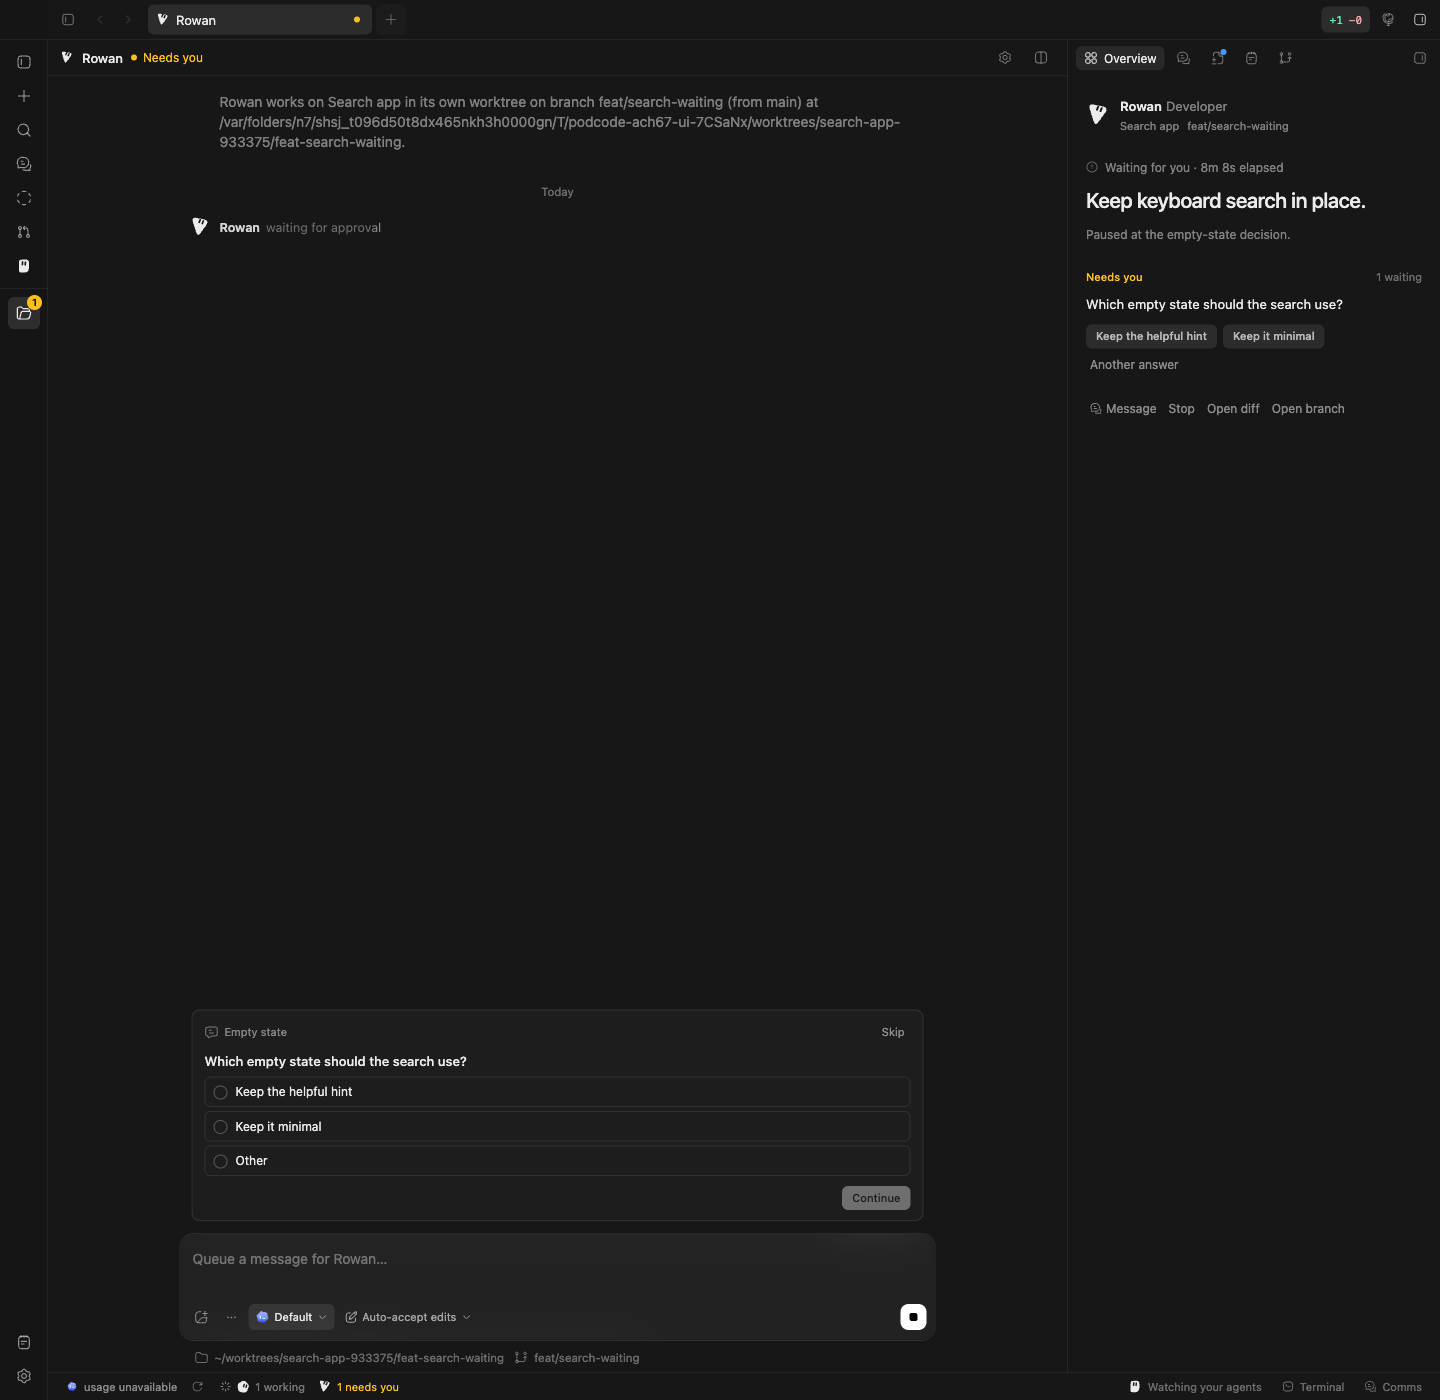 Rowan
+1 −0
Rowan Needs you
Overview
Rowan works on Search app in its own worktree on branch feat/search-waiting (from main) at
/var/folders/n7/shsj_t096d50t8dx465nkh3h0000gn/T/podcode-ach67-ui-7CSaNx/worktrees/search-app-
933375/feat-search-waiting.
Today
Rowan waiting for approval
1
Rowan Developer
Search app feat/search-waiting
Waiting for you · 8m 8s elapsed
Keep keyboard search in place.
Paused at the empty-state decision.
Needs you 1 waiting
Which empty state should the search use?
Keep the helpful hint Keep it minimal
Another answer
Message Stop Open diff Open branch
Empty state Skip
Which empty state should the search use?
Keep the helpful hint
Keep it minimal
Other
Continue
Queue a message for Rowan...
Default Auto-accept edits
~/worktrees/search-app-933375/feat-search-waiting feat/search-waiting
usage unavailable 1 working 1 needs you Watching your agents Terminal Comms